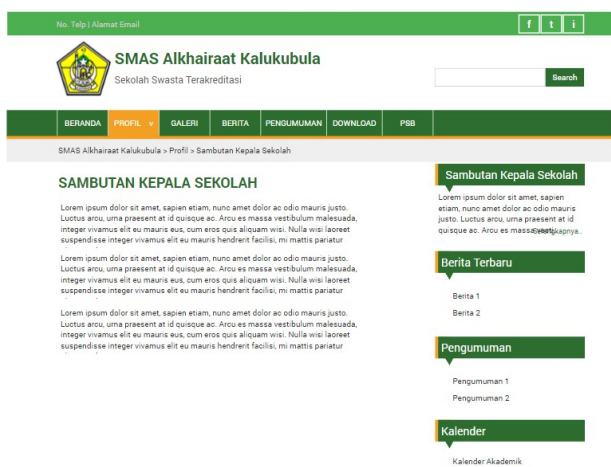 No. Telp | Alamat Email
f t i
SMAS Alkhairaat Kalukubula
Sekolah Swasta Terakreditasi
Search
BERANDA PROFIL v GALERI BERITA PENGUMUMAN DOWNLOAD PSB
SMAS Alkhairaat Kalukubula > Profil > Sambutan Kepala Sekolah
SAMBUTAN KEPALA SEKOLAH
Lorem ipsum dolor sit amet, sapien etiam, nunc amet dolor ac odio mauris justo.
Luctus arcu, urna praesent at id quisque ac. Arcu es massa vestibulum malesuada,
integer vivamus elit eu mauris eus, cum eros quis aliquam wisi. Nulla wisi laoreet
suspendisse integer vivamus elit eu mauris hendrerit facilisi, mi mattis pariatur
Lorem ipsum dolor sit amet, sapien etiam, nunc amet dolor ac odio mauris justo.
Luctus arcu, urna praesent at id quisque ac. Arcu es massa vestibulum malesuada,
integer vivamus elit eu mauris eus, cum eros quis aliquam wisi. Nulla wisi laoreet
suspendisse integer vivamus elit eu mauris hendrerit facilisi, mi mattis pariatur
Lorem ipsum dolor sit amet, sapien etiam, nunc amet dolor ac odio mauris justo.
Luctus arcu, urna praesent at id quisque ac. Arcu es massa vestibulum malesuada,
integer vivamus elit eu mauris eus, cum eros quis aliquam wisi. Nulla wisi laoreet
suspendisse integer vivamus elit eu mauris hendrerit facilisi, mi mattis pariatur
Sambutan Kepala Sekolah
Lorem ipsum dolor sit amet, sapien
etiam, nunc amet dolor ac odio mauris
justo. Luctus arcu, urna praesent at id
quisque ac. Arcu es massa
Berita Terbaru
Berita 1
Berita 2
Pengumuman
Pengumuman 1
Pengumuman 2
Kalender
Kalender Akademik